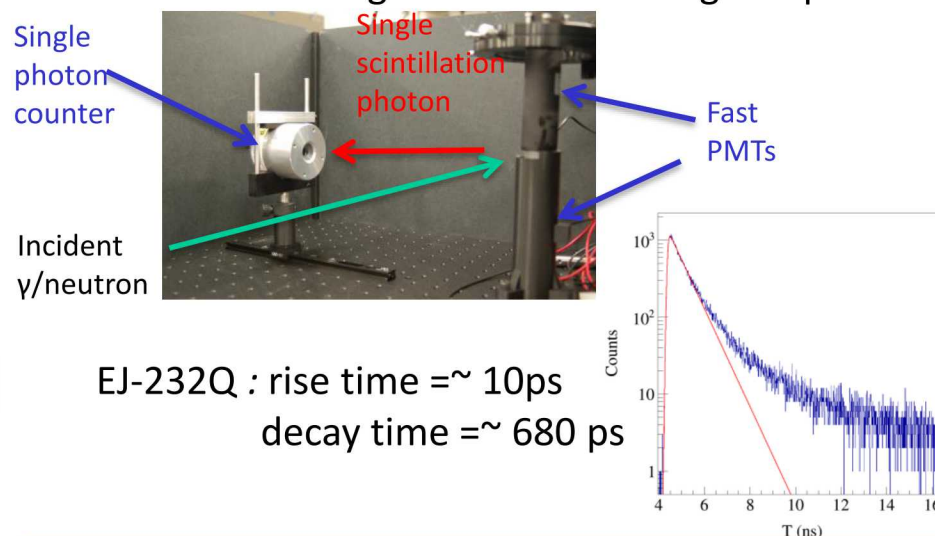 Single
photon
counter
Single
scintillation
photon
Fast
PMTs
Incident
γ/neutron
EJ-232Q : rise time =~ 10ps
decay time =~ 680 ps
10³
10²
10
1
Counts
4 6 8 10 12 14 16
T (ns)